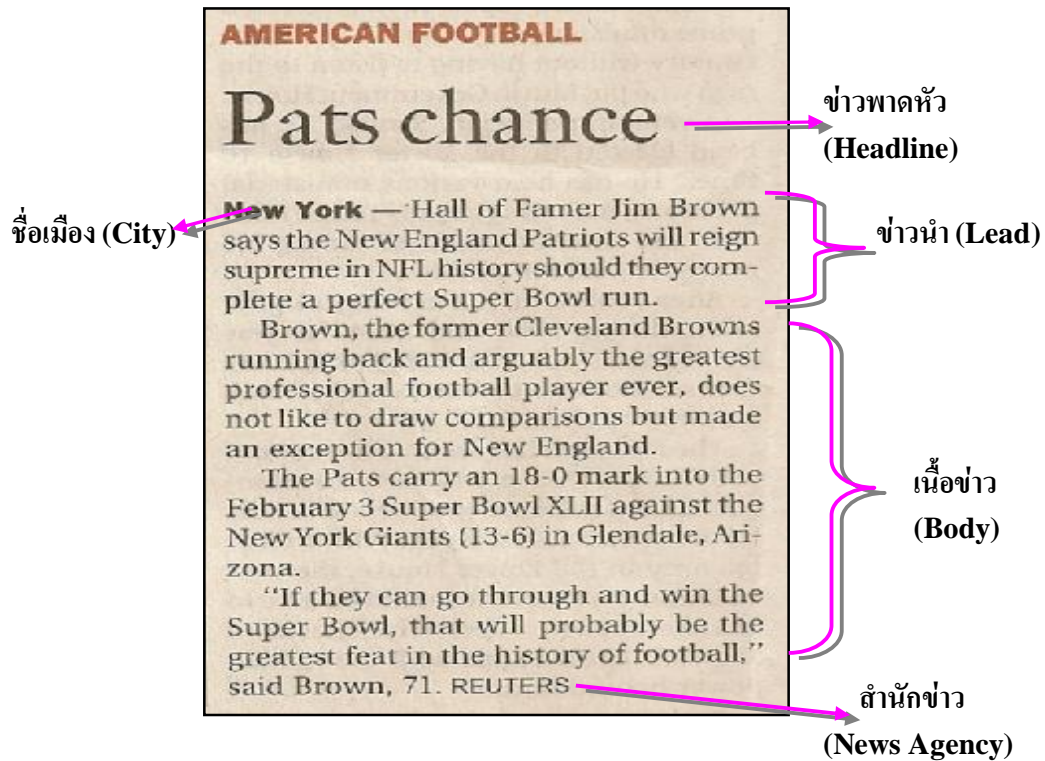 AMERICAN FOOTBALL
Pats chance
ข่าวพาดหัว
(Headline)
New York — Hall of Famer Jim Brown
says the New England Patriots will reign
supreme in NFL history should they com-
plete a perfect Super Bowl run.
ชื่อเมือง (City)
ข่าวนำ (Lead)
Brown, the former Cleveland Browns
running back and arguably the greatest
professional football player ever, does
not like to draw comparisons but made
an exception for New England.
The Pats carry an 18-0 mark into the
February 3 Super Bowl XLII against the
New York Giants (13-6) in Glendale, Ari-
zona.
"If they can go through and win the
Super Bowl, that will probably be the
greatest feat in the history of football,"
said Brown, 71. REUTERS
เนื้อข่าว
(Body)
สำนักข่าว
(News Agency)